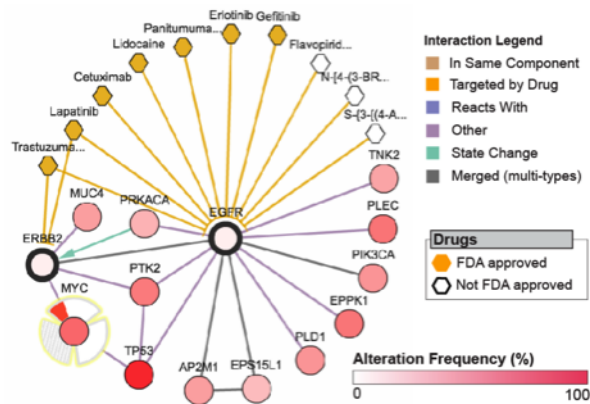 Erlotinib
Gefitinib
Panitumuma...
Flavopirid...
Lidocaine
N-[4-(3-BR...
Cetuximab
S-{3-[(4-A...
Lapatinib
Trastuzuma...
TNK2
MUC4
PRKACA
EGFR
PLEC
ERBB2
PIK3CA
MYC
PTK2
EPPK1
TP53
PLD1
AP2M1
EPS15L1
Interaction Legend
In Same Component
Targeted by Drug
Reacts With
Other
State Change
Merged (multi-types)
Drugs
FDA approved
Not FDA approved
Alteration Frequency (%)
0
100